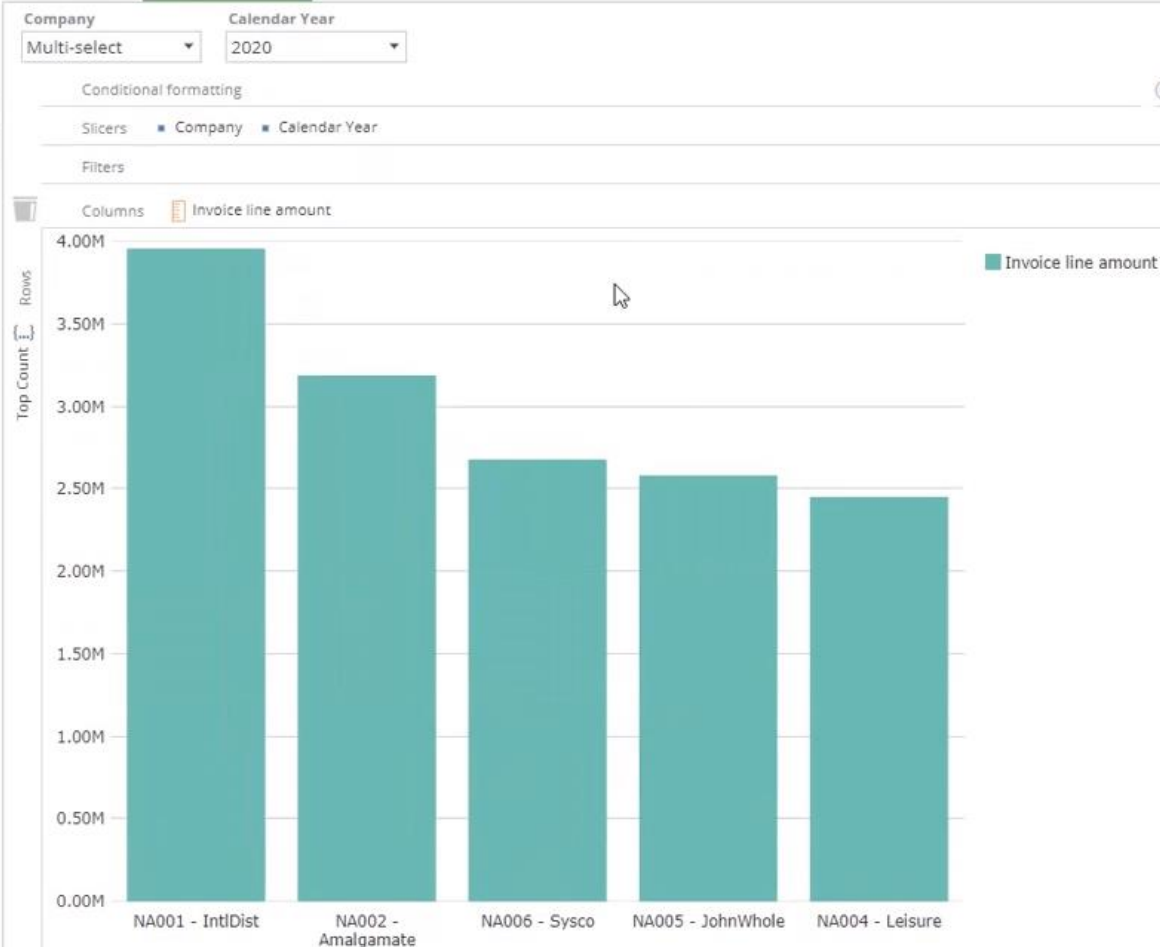 Company Calendar Year
Multi-select 2020
Conditional formatting
Slicers Company Calendar Year
Filters
Columns Invoice line amount
Rows
Top Count {...}
4.00M
3.50M
3.00M
2.50M
2.00M
1.50M
1.00M
0.50M
0.00M
Invoice line amount
NA001 - IntlDist
NA002 -
Amalgamate
NA006 - Sysco
NA005 - JohnWhole
NA004 - Leisure